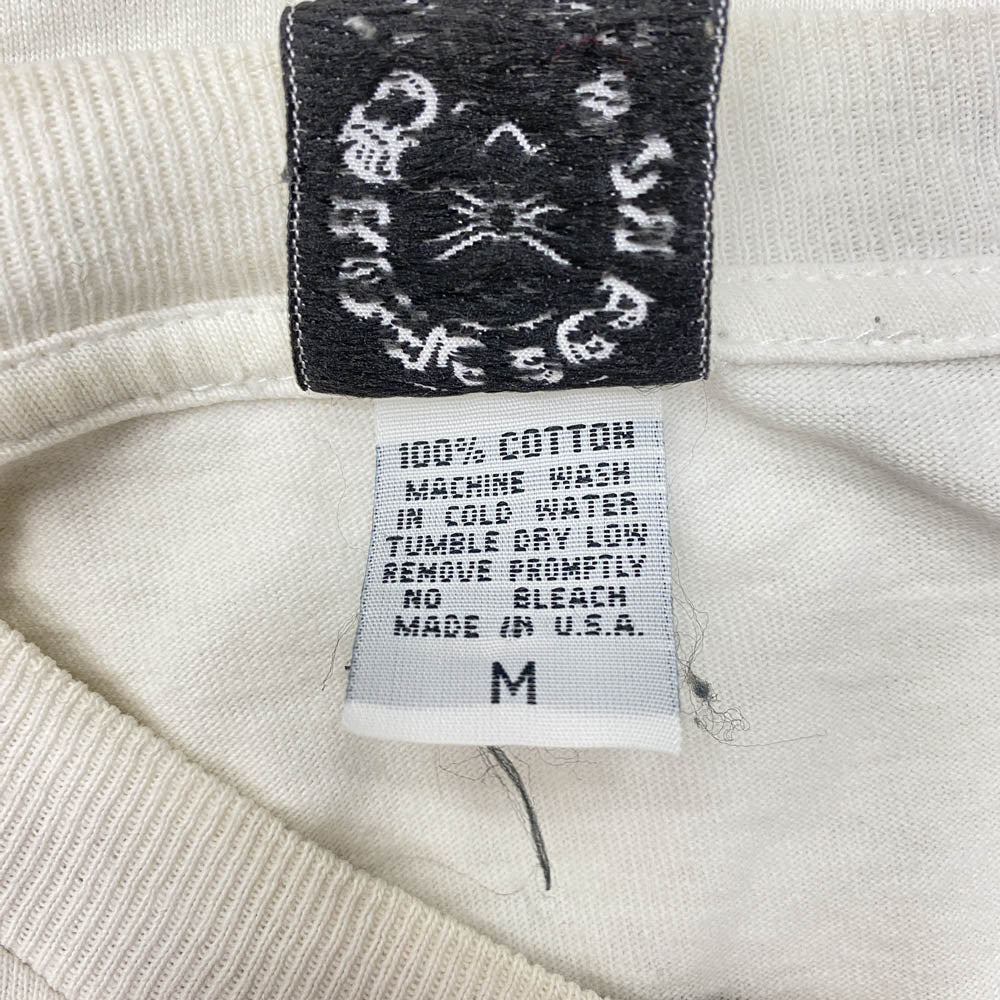 100% COTTON
MACHINE WASH
IN COLD WATER
TUMBLE DRY LOW
REMOVE PROMPTLY
NO BLEACH
MADE IN U.S.A.
M